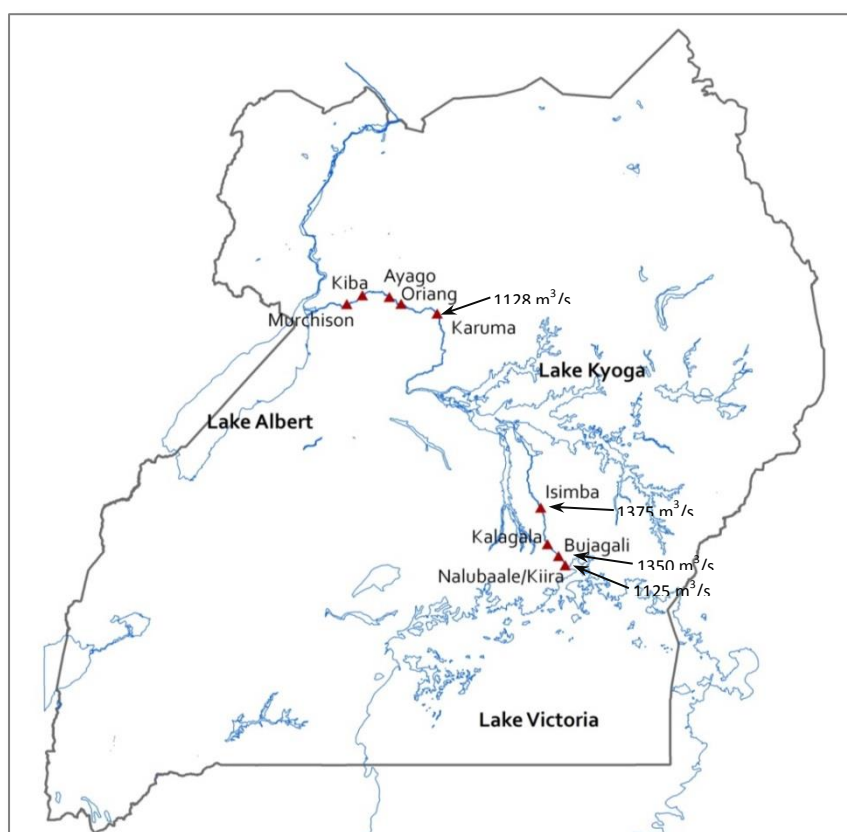 Kiba
Ayago
Oriang
1128 m³/s
Murchison
Karuma
Lake Kyoga
Lake Albert
Isimba
1375 m³/s
Kalagala
Bujagali
1350 m³/s
Nalubaale/Kiira
1125 m³/s
Lake Victoria